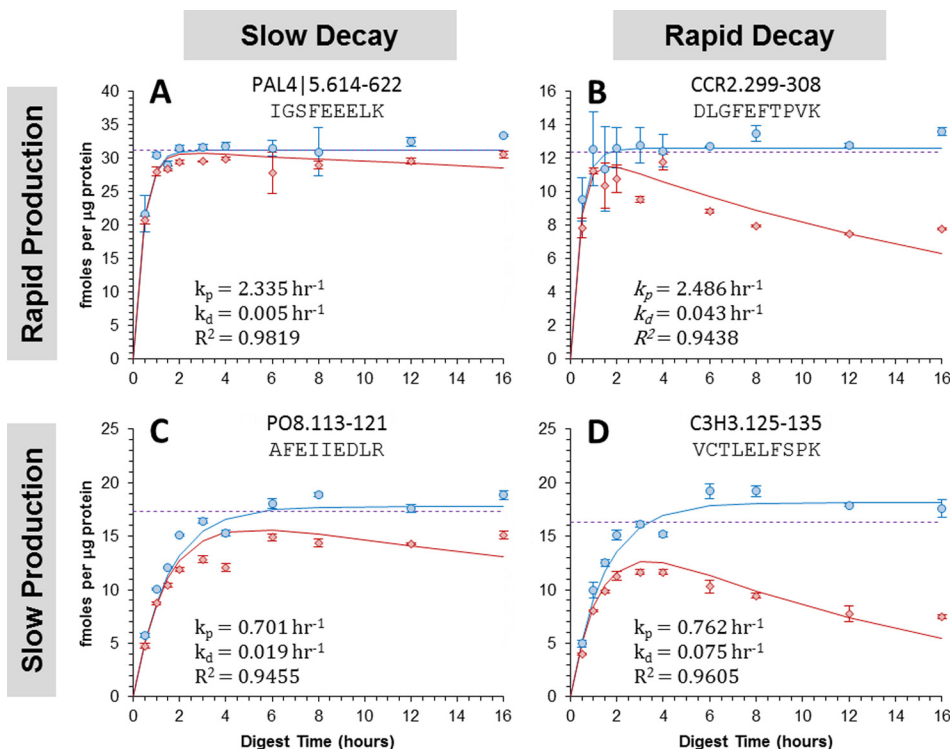 Slow Decay
Rapid Decay
Rapid Production
Slow Production
A
PAL4|5.614-622
IGSFEEELK
fmoles per µg protein
40
35
30
25
20
15
10
5
0
kp = 2.335 hr-1
kd = 0.005 hr-1
R2 = 0.9819
0 2 4 6 8 10 12 14 16
B
CCR2.299-308
DLGFEFTPVK
16
14
12
10
8
6
4
2
0
kp = 2.486 hr-1
kd = 0.043 hr-1
R2 = 0.9438
0 2 4 6 8 10 12 14 16
C
PO8.113-121
AFEIIEDLR
fmoles per µg protein
25
20
15
10
5
0
kp = 0.701 hr-1
kd = 0.019 hr-1
R2 = 0.9455
0 2 4 6 8 10 12 14 16
Digest Time (hours)
D
C3H3.125-135
VCTLELFSPK
25
20
15
10
5
0
kp = 0.762 hr-1
kd = 0.075 hr-1
R2 = 0.9605
0 2 4 6 8 10 12 14 16
Digest Time (hours)